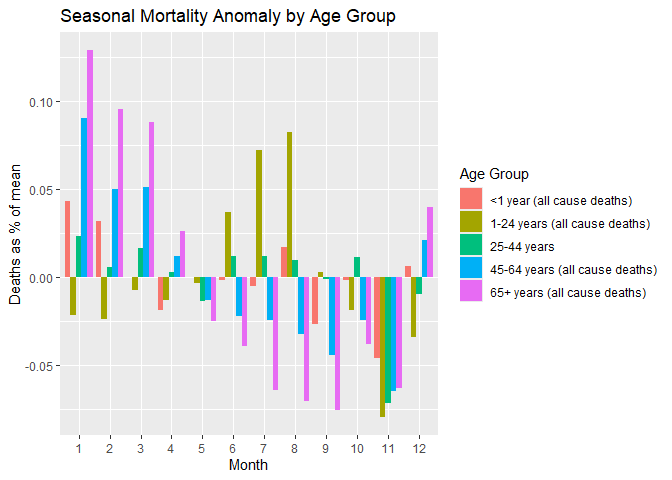 Seasonal Mortality Anomaly by Age Group
Deaths as % of mean
0.10
0.05
0.00
-0.05
1 2 3 4 5 6 7 8 9 10 11 12
Month
Age Group
<1 year (all cause deaths)
1-24 years (all cause deaths)
25-44 years
45-64 years (all cause deaths)
65+ years (all cause deaths)